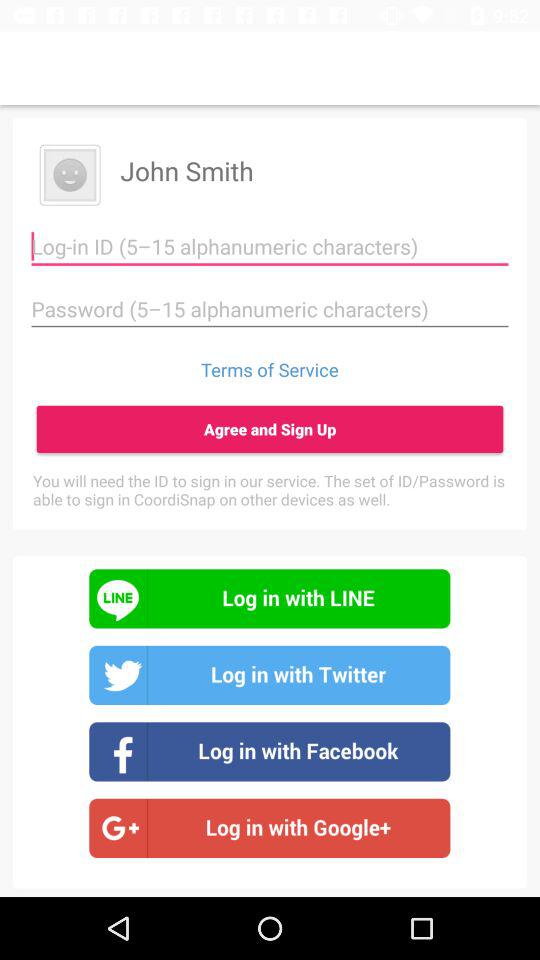 9:52
John Smith
Log-in ID (5–15 alphanumeric characters)
Password (5–15 alphanumeric characters)
Terms of Service
Agree and Sign Up
You will need the ID to sign in our service. The set of ID/Password is
able to sign in CoordiSnap on other devices as well.
LINE Log in with LINE
Log in with Twitter
f Log in with Facebook
G+ Log in with Google+